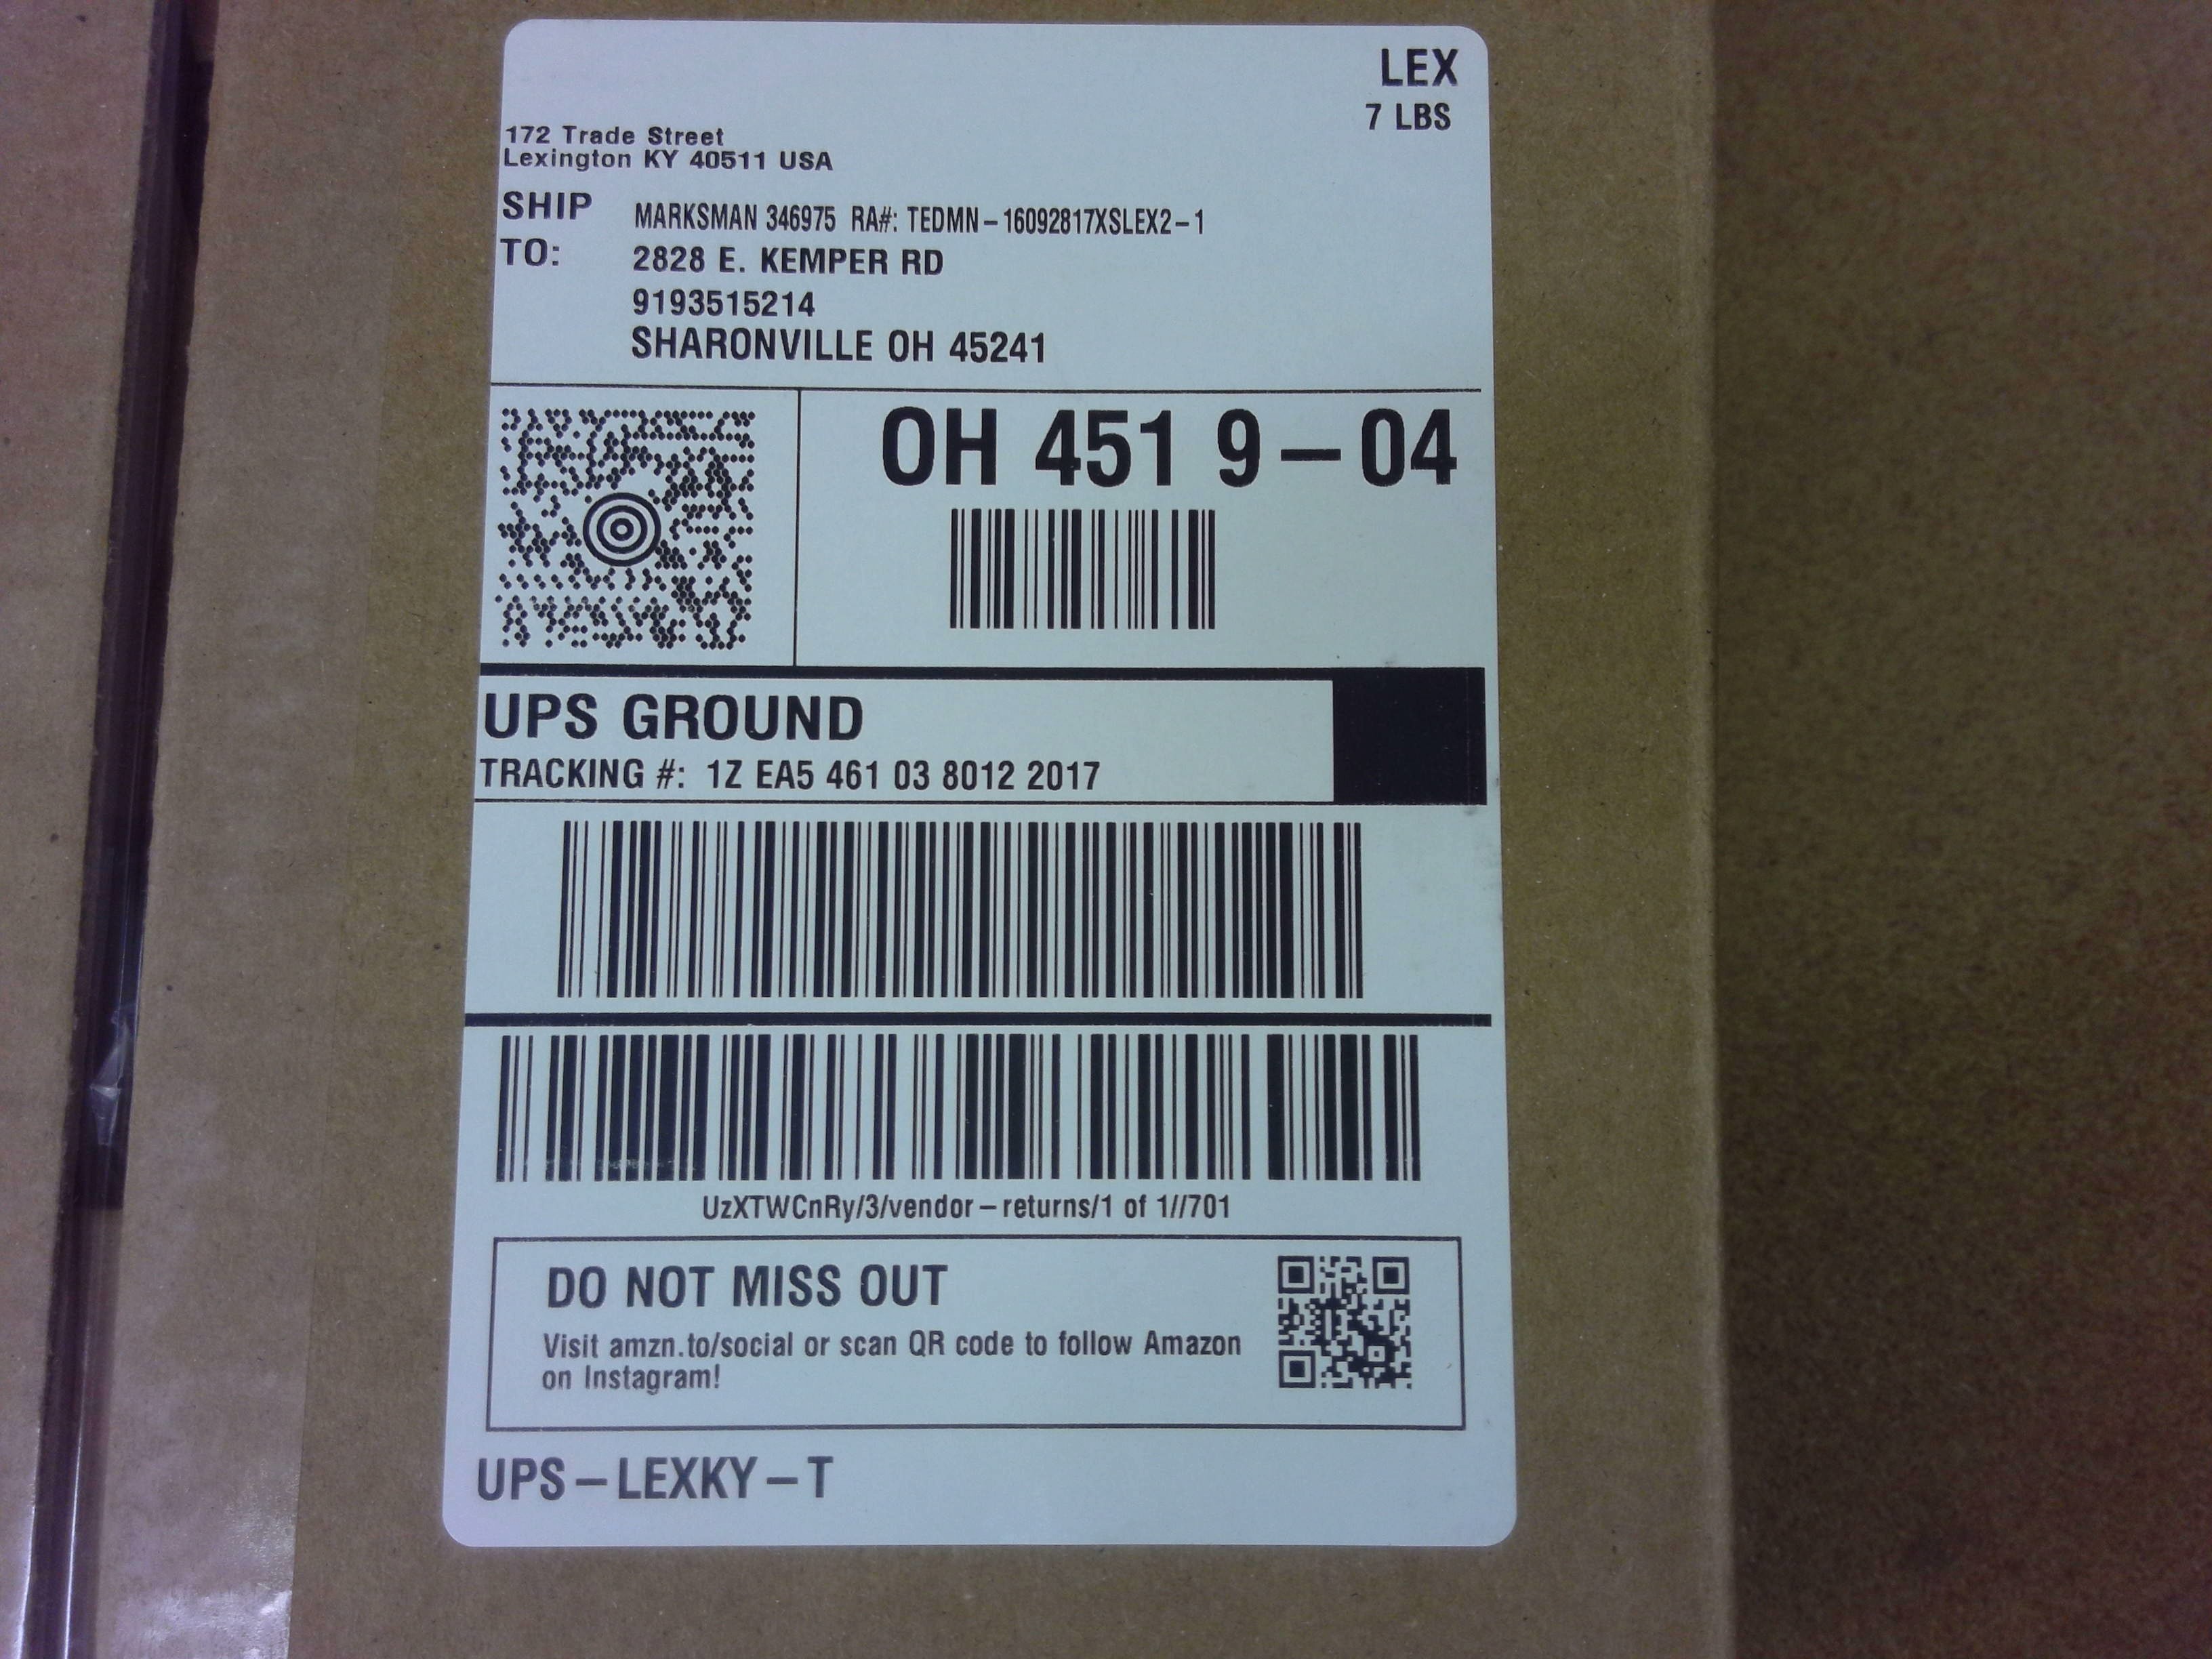 LEX
7 LBS
172 Trade Street
Lexington KY 40511 USA
SHIP
TO:
MARKSMAN 346975 RA#: TEDMN-16092817XSLEX2-1
2828 E. KEMPER RD
9193515214
SHARONVILLE OH 45241
OH 451 9-04
UPS GROUND
TRACKING #: 1Z EA5 461 03 8012 2017
UzXTWCnRy/3/vendor-returns/1 of 1//701
DO NOT MISS OUT
Visit amzn.to/social or scan QR code to follow Amazon
on Instagram!
UPS-LEXKY-T